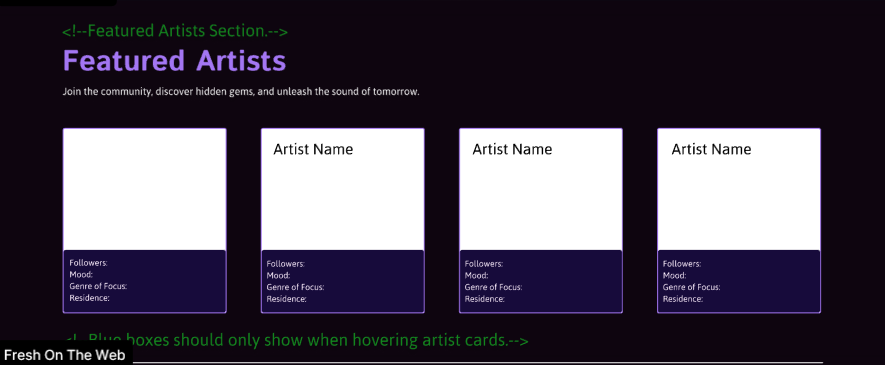 <!--Featured Artists Section.-->
Featured Artists
Join the community, discover hidden gems, and unleash the sound of tomorrow.
Artist Name
Artist Name
Artist Name
Followers:
Mood:
Genre of Focus:
Residence:
Followers:
Mood:
Genre of Focus:
Residence:
Followers:
Mood:
Genre of Focus:
Residence:
Followers:
Mood:
Genre of Focus:
Residence:
<!--Blue boxes should only show when hovering artist cards.-->
Fresh On The Web